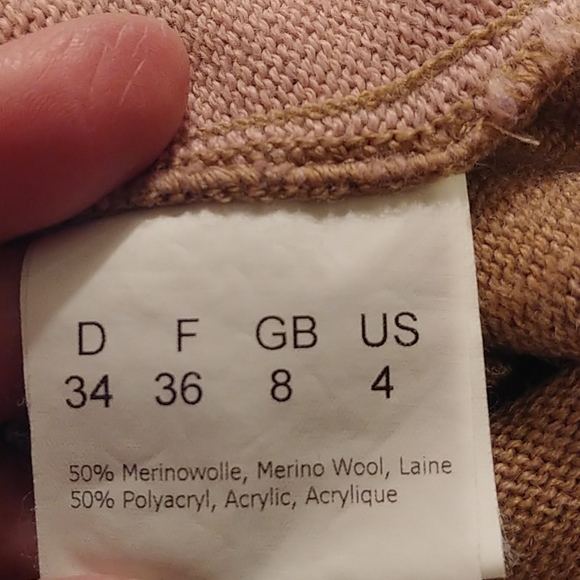 D F GB US
34 36 8 4
50% Merinowolle, Merino Wool, Laine
50% Polyacryl, Acrylic, Acrylique